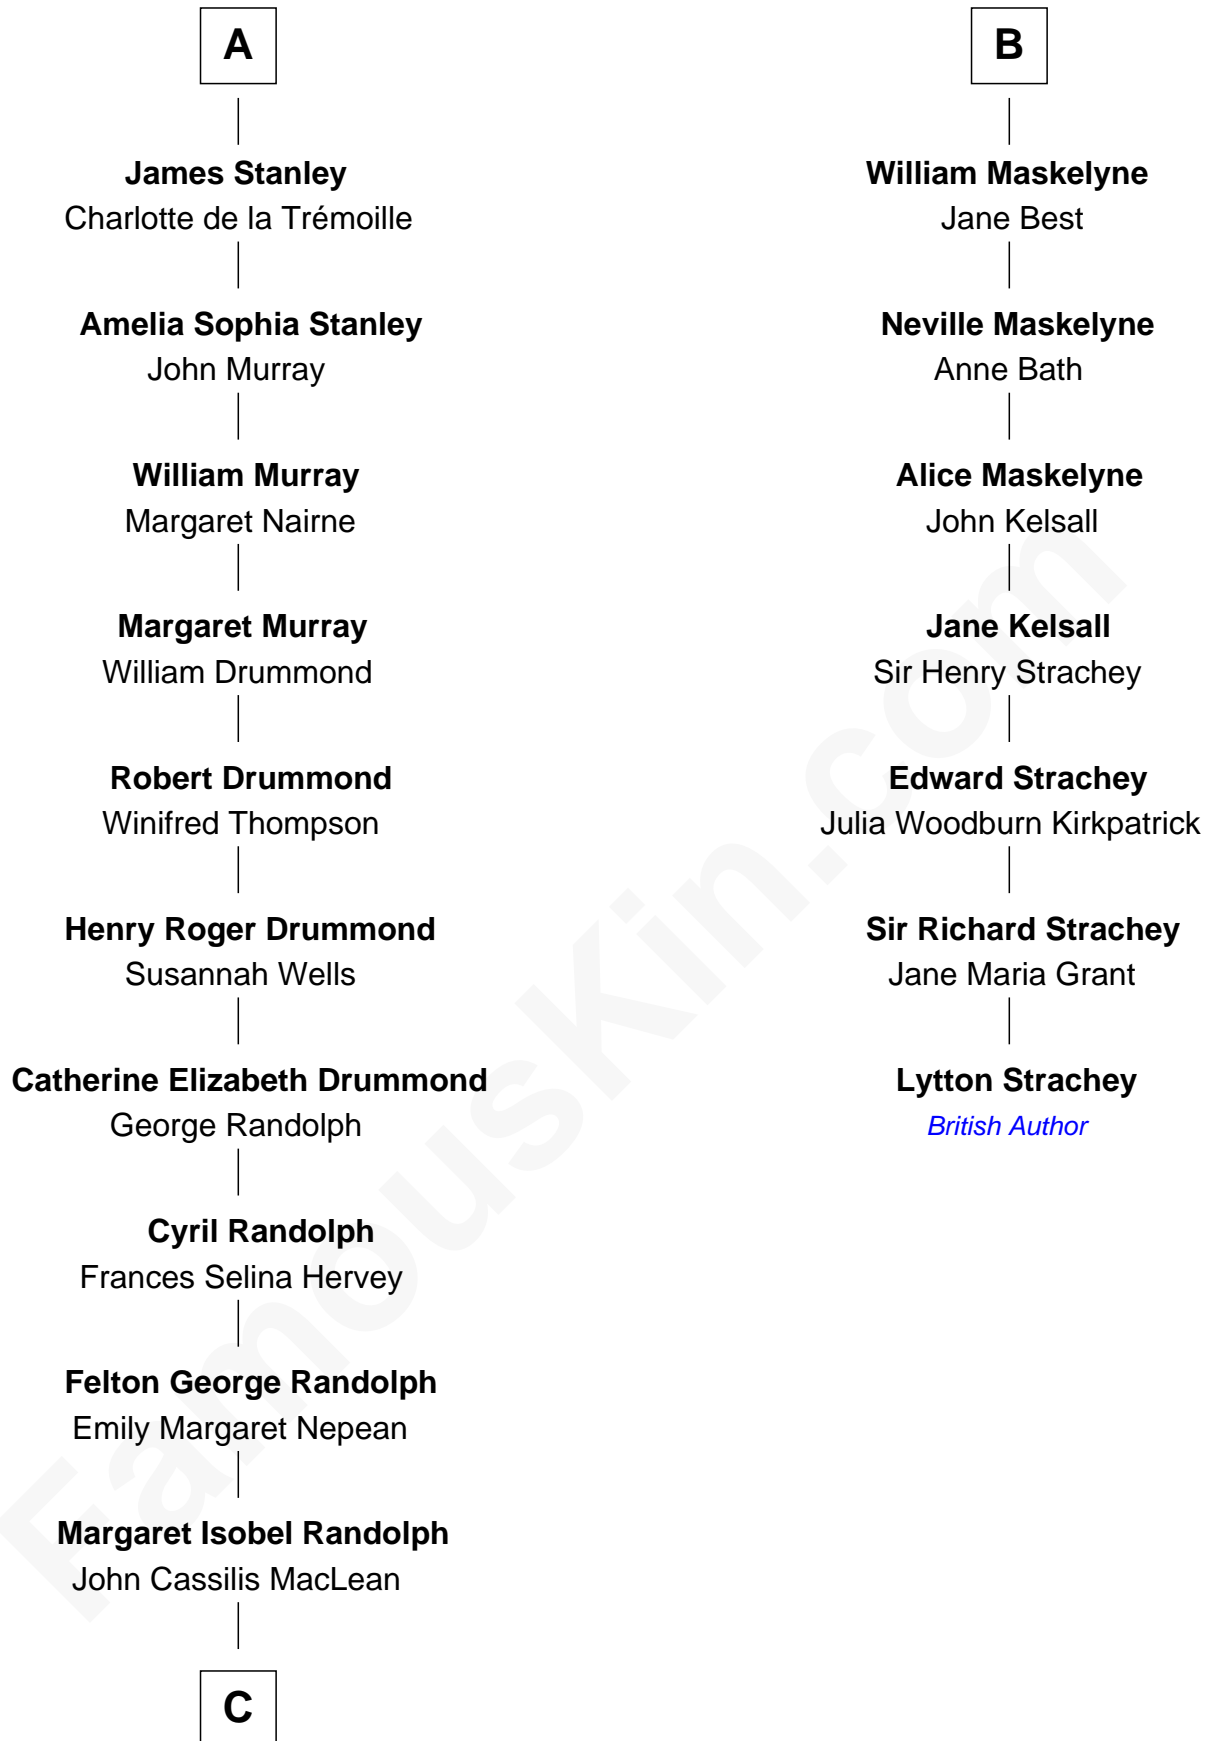 A
James Stanley
Charlotte de la Trémoille
Amelia Sophia Stanley
John Murray
William Murray
Margaret Nairne
Margaret Murray
William Drummond
Robert Drummond
Winifred Thompson
Henry Roger Drummond
Susannah Wells
Catherine Elizabeth Drummond
George Randolph
Cyril Randolph
Frances Selina Hervey
Felton George Randolph
Emily Margaret Nepean
Margaret Isobel Randolph
John Cassilis MacLean
C
B
William Maskelyne
Jane Best
Neville Maskelyne
Anne Bath
Alice Maskelyne
John Kelsall
Jane Kelsall
Sir Henry Strachey
Edward Strachey
Julia Woodburn Kirkpatrick
Sir Richard Strachey
Jane Maria Grant
Lytton Strachey
British Author
FamousKin.com